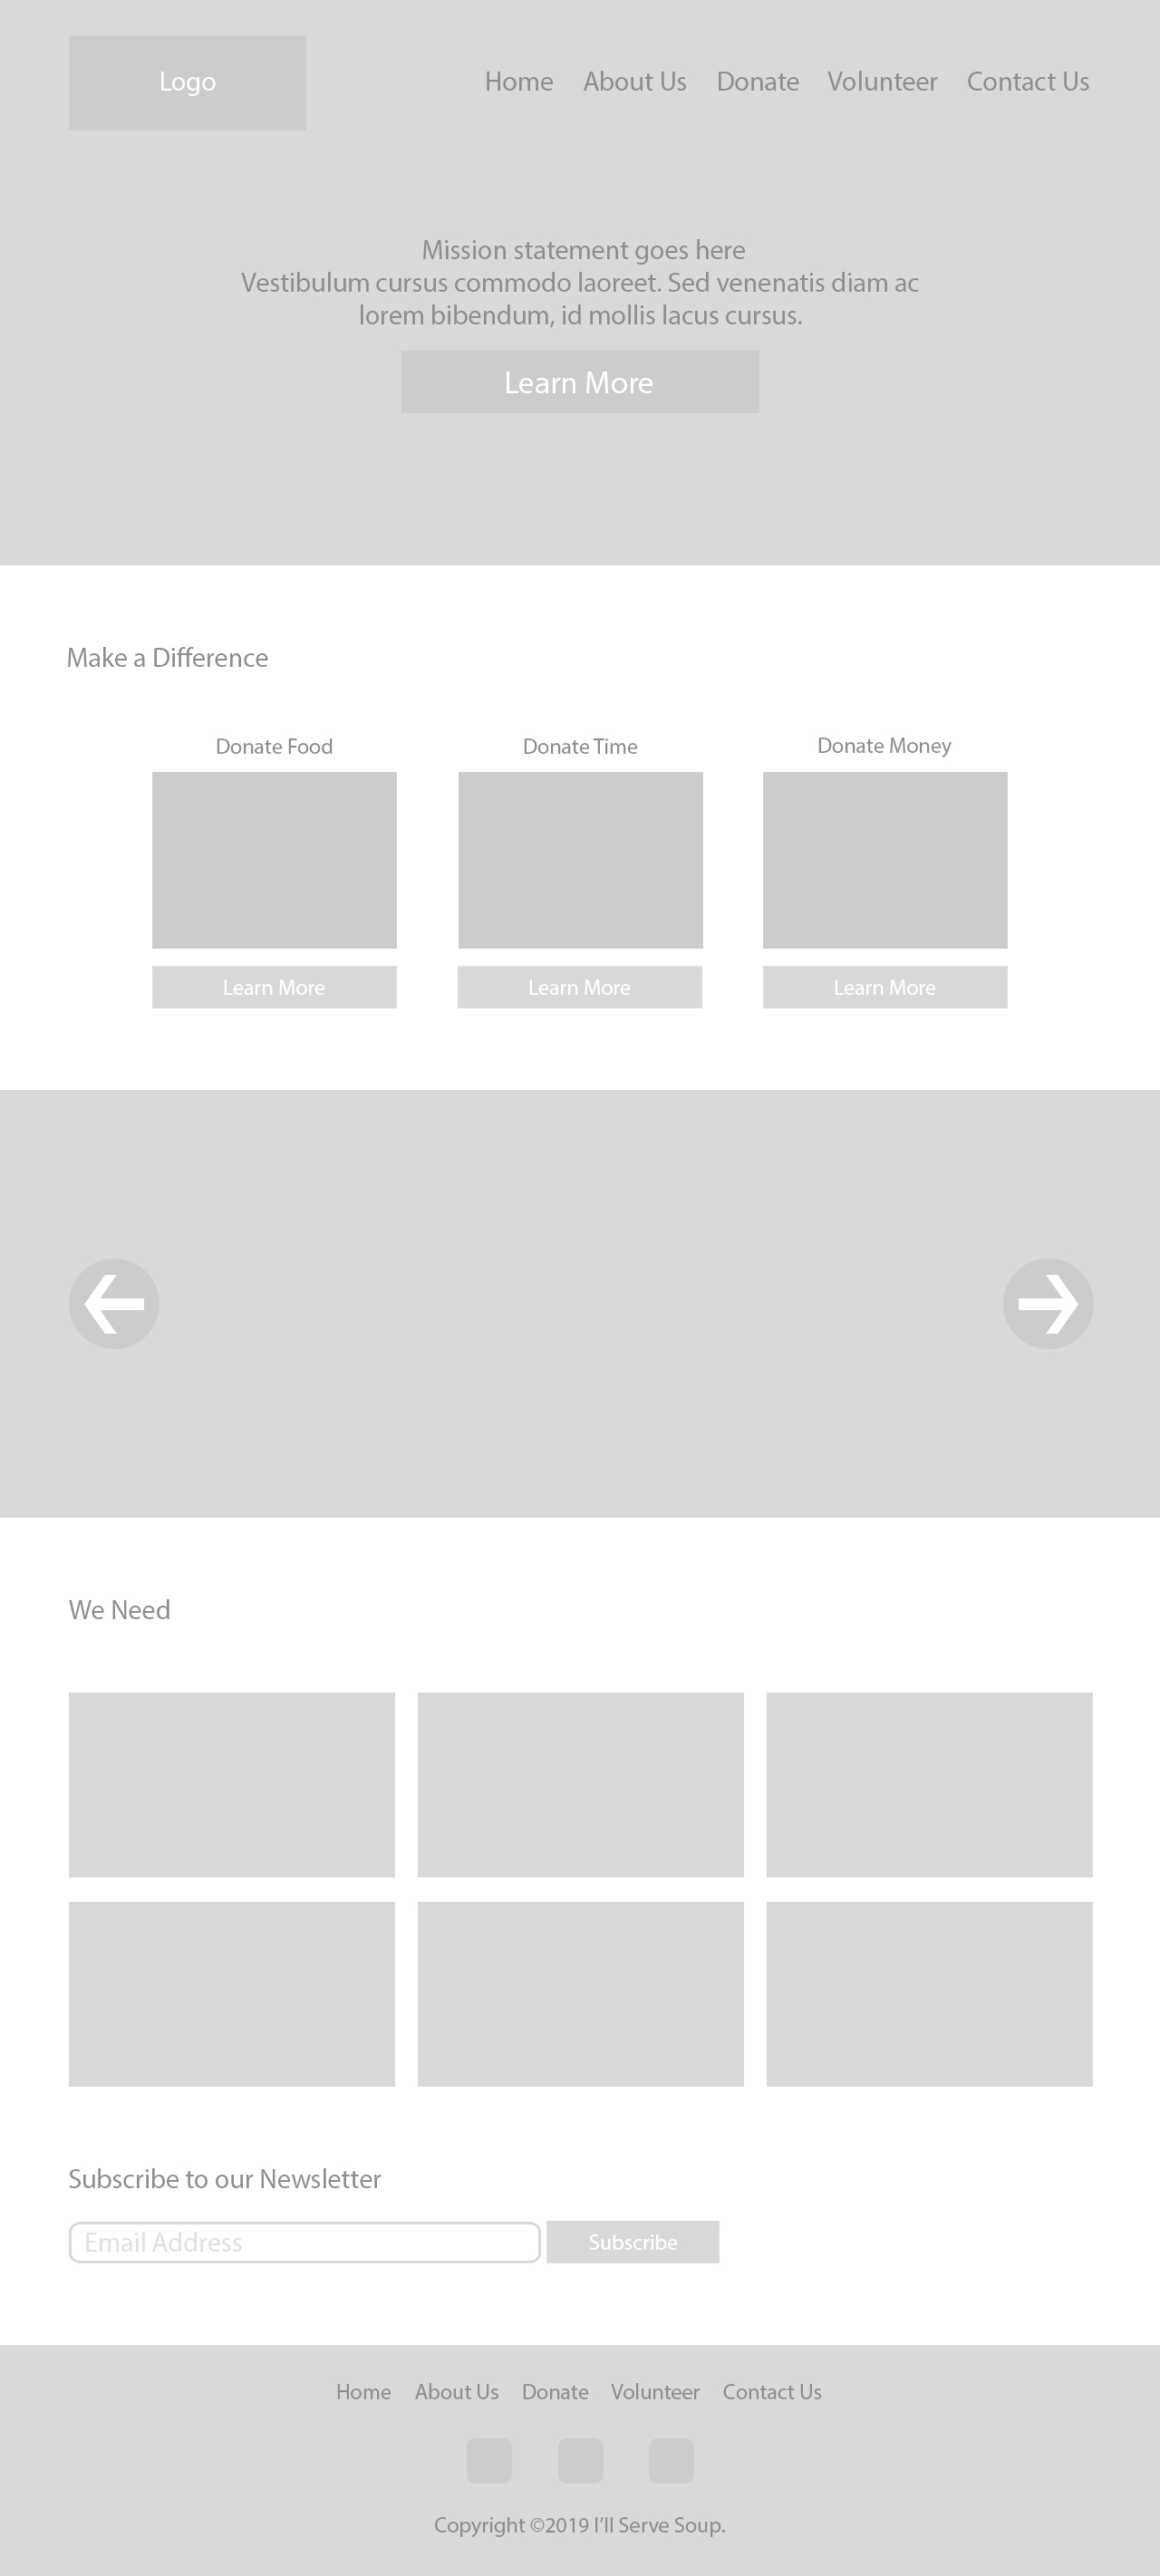 Logo
Home About Us Donate Volunteer Contact Us
Mission statement goes here
Vestibulum cursus commodo laoreet. Sed venenatis diam ac
lorem bibendum, id mollis lacus cursus.
Learn More
Make a Difference
Donate Food Donate Time Donate Money
Learn More Learn More Learn More
We Need
Subscribe to our Newsletter
Email Address Subscribe
Home About Us Donate Volunteer Contact Us
Copyright ©2019 I’ll Serve Soup.